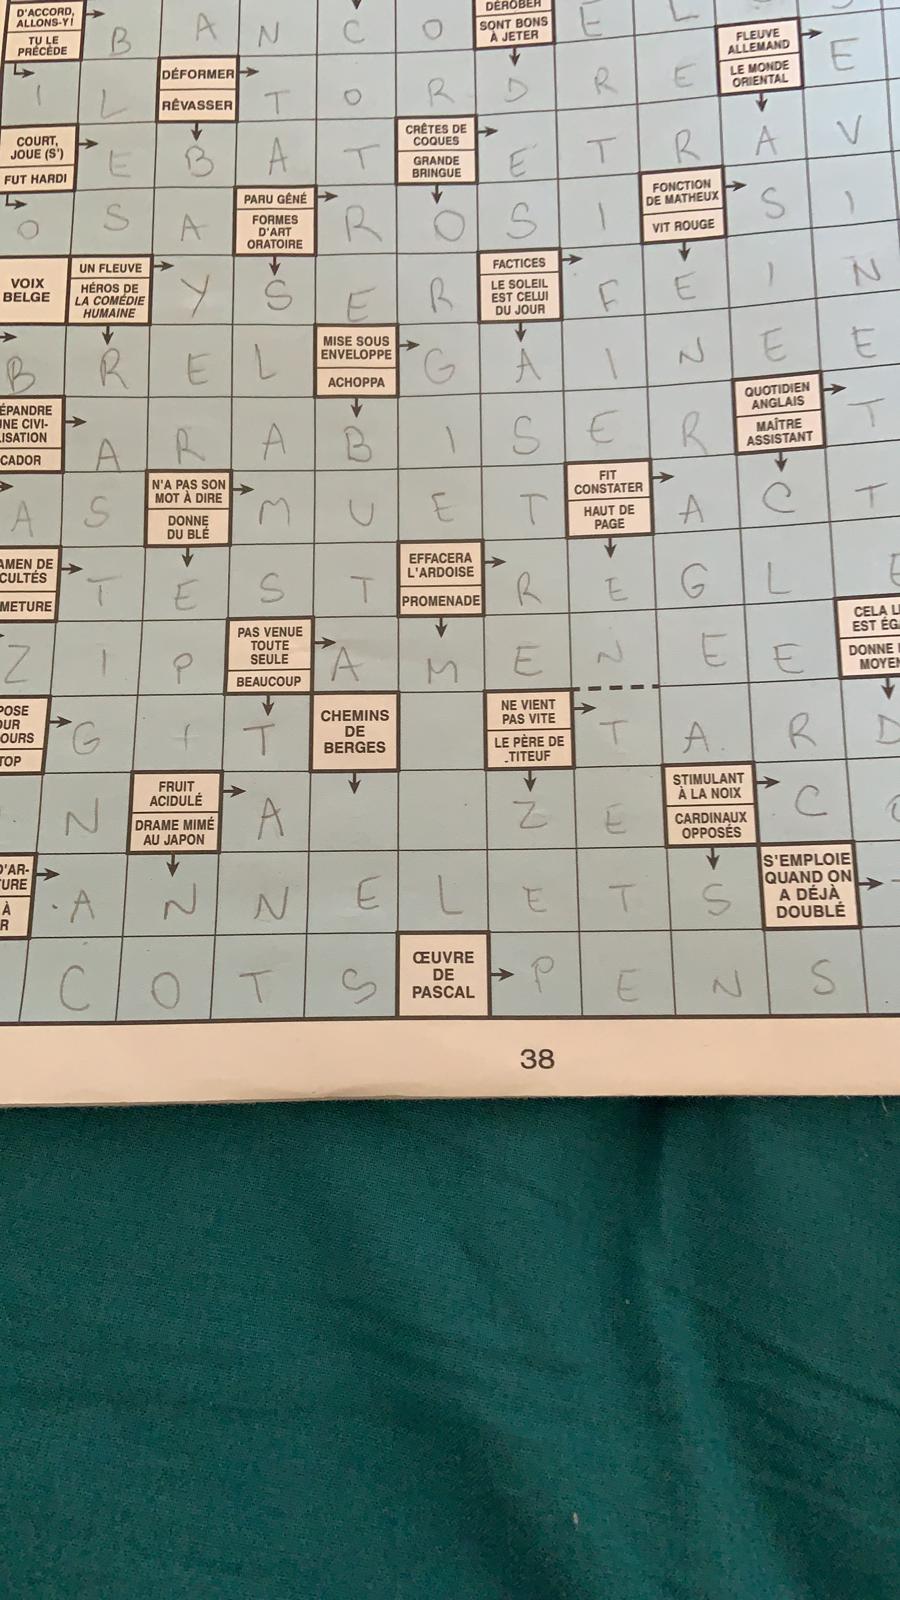 D'ACCORD, ALLONS-Y!
TU LE PRÉCÈDE
B A N C O
DÉROBER
SONT BONS À JETER
E L
I L
DÉFORMER
RÊVASSER
T O R D R E
FLEUVE ALLEMAND
LE MONDE ORIENTAL
E
COURT, JOUE (S')
FUT HARDI
E B A T
CRÊTES DE COQUES
GRANDE BRINGUE
E T R A V
O S A
PARU GÊNÉ
FORMES D'ART ORATOIRE
R O S I
FONCTION DE MATHEUX
VIT ROUGE
S I
VOIX BELGE
UN FLEUVE
HÉROS DE LA COMÉDIE HUMAINE
Y S E R
FACTICES
LE SOLEIL EST CELUI DU JOUR
F E I N
B R E L
MISE SOUS ENVELOPPE
ACHOPPA
G A I N E E
ÉPANDRE
UNE CIVI-
LISATION
CADOR
A R A B I S E R
QUOTIDIEN ANGLAIS
MAÎTRE ASSISTANT
T
A S
N'A PAS SON MOT À DIRE
DONNE DU BLÉ
M U E T
FIT CONSTATER
HAUT DE PAGE
A C T
AMEN DE
CULTÉS
METURE
T E S T
EFFACERA L'ARDOISE
PROMENADE
R E G L E
Z I P
PAS VENUE TOUTE SEULE
BEAUCOUP
A M E N E E
CELA L
EST ÉG
DONNE
MOYEN
POSE
OUR
OURS
TOP
G I T
CHEMINS DE BERGES
NE VIENT PAS VITE
LE PÈRE DE TITEUF
T A R D
N
FRUIT ACIDULÉ
DRAME MIMÉ AU JAPON
A
Z E
STIMULANT À LA NOIX
CARDINAUX OPPOSÉS
C
D'AR-
URE
À
R
A N N E L E T S
S'EMPLOIE QUAND ON A DÉJÀ DOUBLÉ
C O T S
ŒUVRE DE PASCAL
P E N S
38